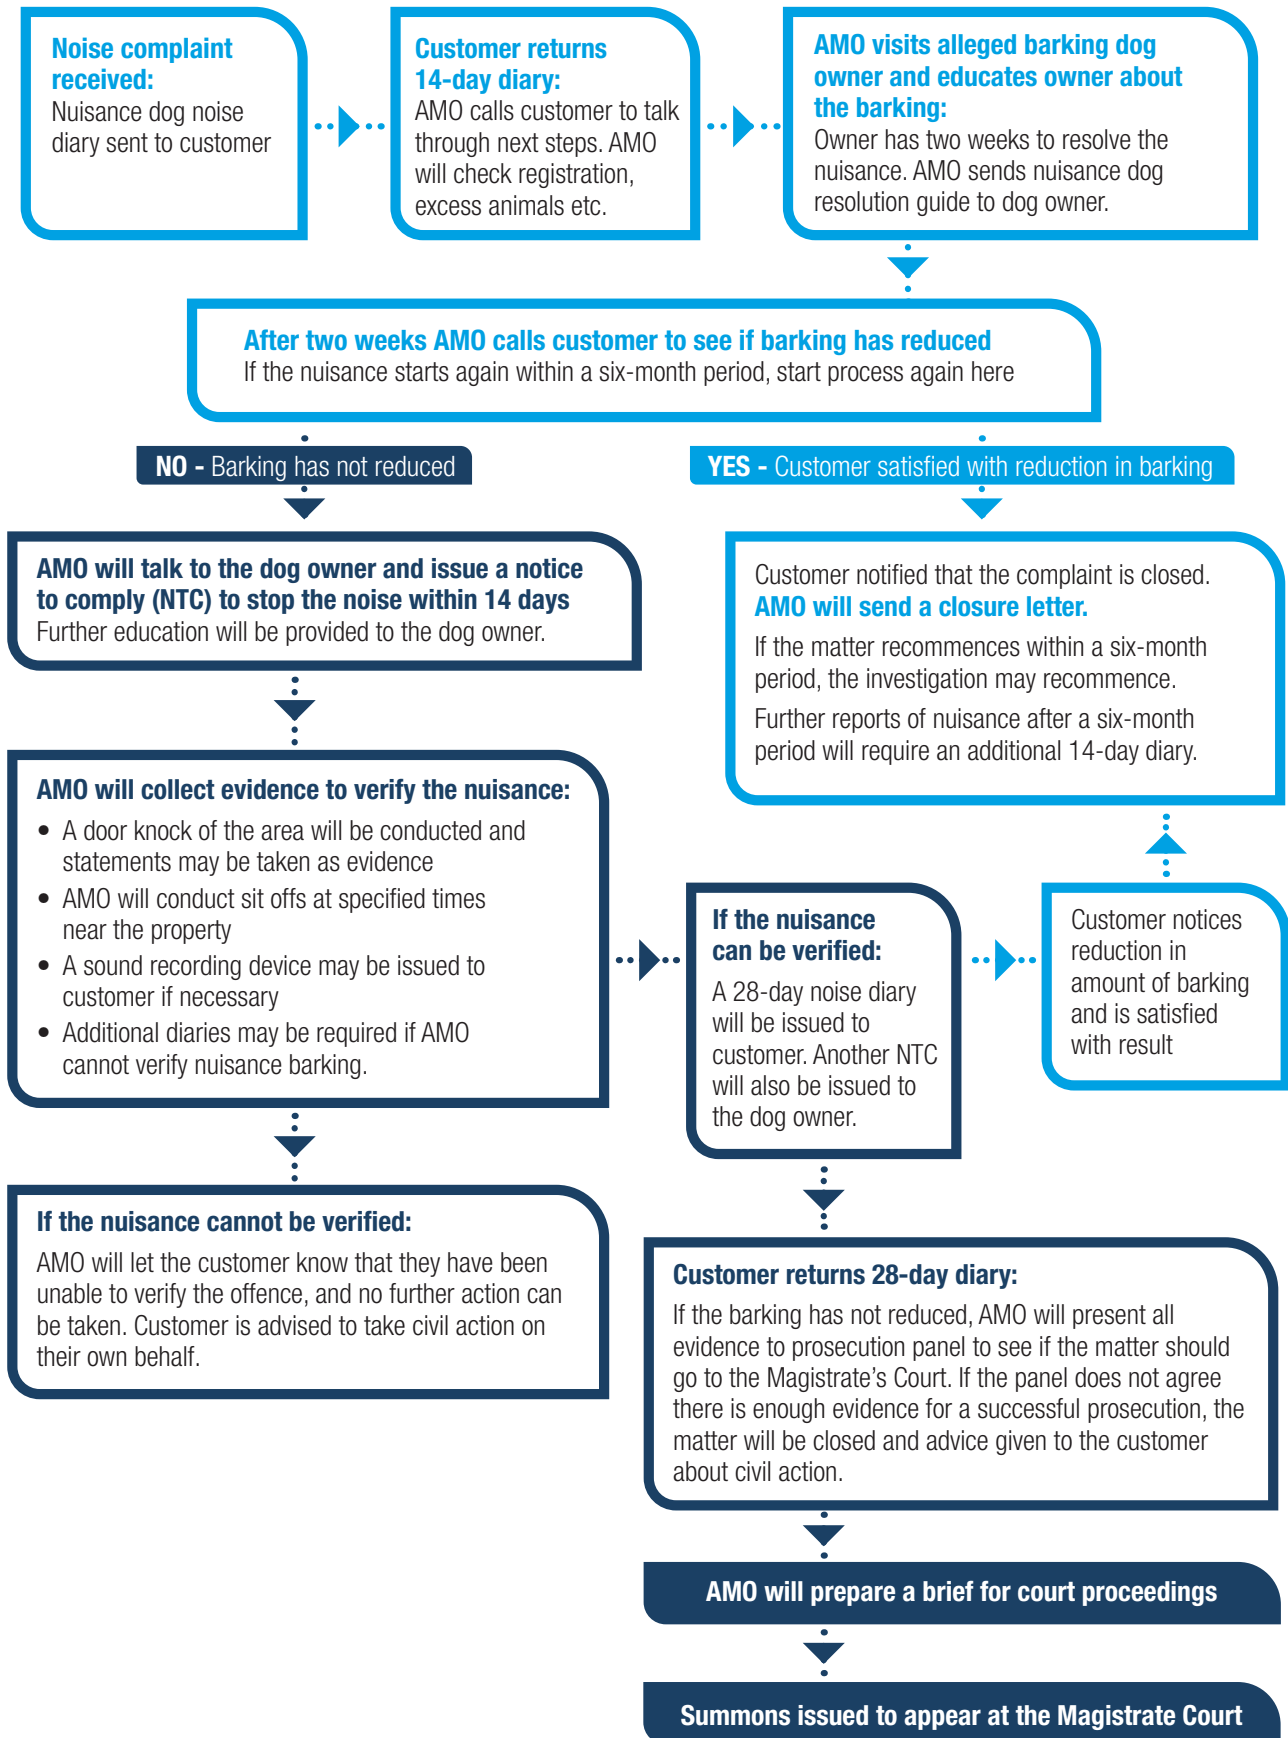 Noise complaint
received:
Nuisance dog noise
diary sent to customer
Customer returns
14-day diary:
AMO calls customer to talk
through next steps. AMO
will check registration,
excess animals etc.
AMO visits alleged barking dog
owner and educates owner about
the barking:
Owner has two weeks to resolve the
nuisance. AMO sends nuisance dog
resolution guide to dog owner.
After two weeks AMO calls customer to see if barking has reduced
If the nuisance starts again within a six-month period, start process again here
NO - Barking has not reduced
YES - Customer satisfied with reduction in barking
AMO will talk to the dog owner and issue a notice
to comply (NTC) to stop the noise within 14 days
Further education will be provided to the dog owner.
Customer notified that the complaint is closed.
AMO will send a closure letter.
If the matter recommences within a six-month
period, the investigation may recommence.
Further reports of nuisance after a six-month
period will require an additional 14-day diary.
AMO will collect evidence to verify the nuisance:
• A door knock of the area will be conducted and
statements may be taken as evidence
• AMO will conduct sit offs at specified times
near the property
• A sound recording device may be issued to
customer if necessary
• Additional diaries may be required if AMO
cannot verify nuisance barking.
If the nuisance
can be verified:
A 28-day noise diary
will be issued to
customer. Another NTC
will also be issued to
the dog owner.
Customer notices
reduction in
amount of barking
and is satisfied
with result
If the nuisance cannot be verified:
AMO will let the customer know that they have been
unable to verify the offence, and no further action can
be taken. Customer is advised to take civil action on
their own behalf.
Customer returns 28-day diary:
If the barking has not reduced, AMO will present all
evidence to prosecution panel to see if the matter should
go to the Magistrate's Court. If the panel does not agree
there is enough evidence for a successful prosecution, the
matter will be closed and advice given to the customer
about civil action.
AMO will prepare a brief for court proceedings
Summons issued to appear at the Magistrate Court